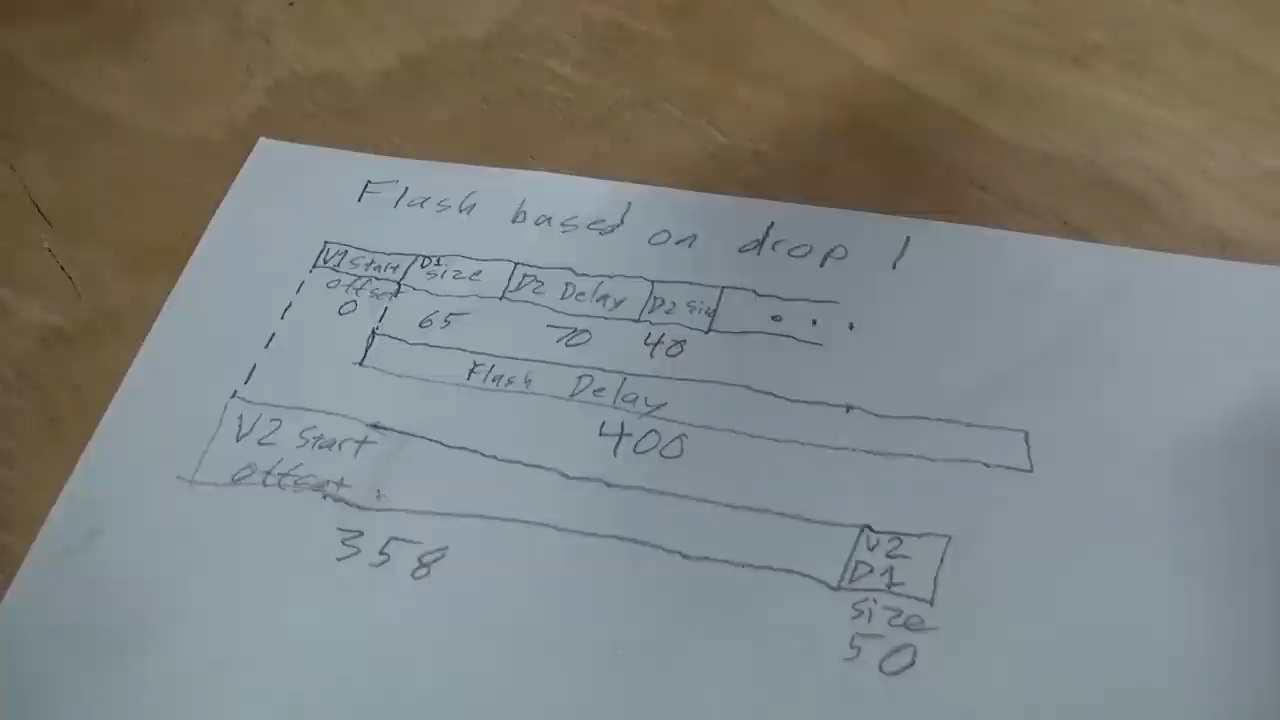 Flash based on drop 1
V1 Start offset
D1 size
D2 Delay
D2 Siz
...
0
65
70
40
Flash Delay
400
V2 Start
offset
358
V2
D1
size
50